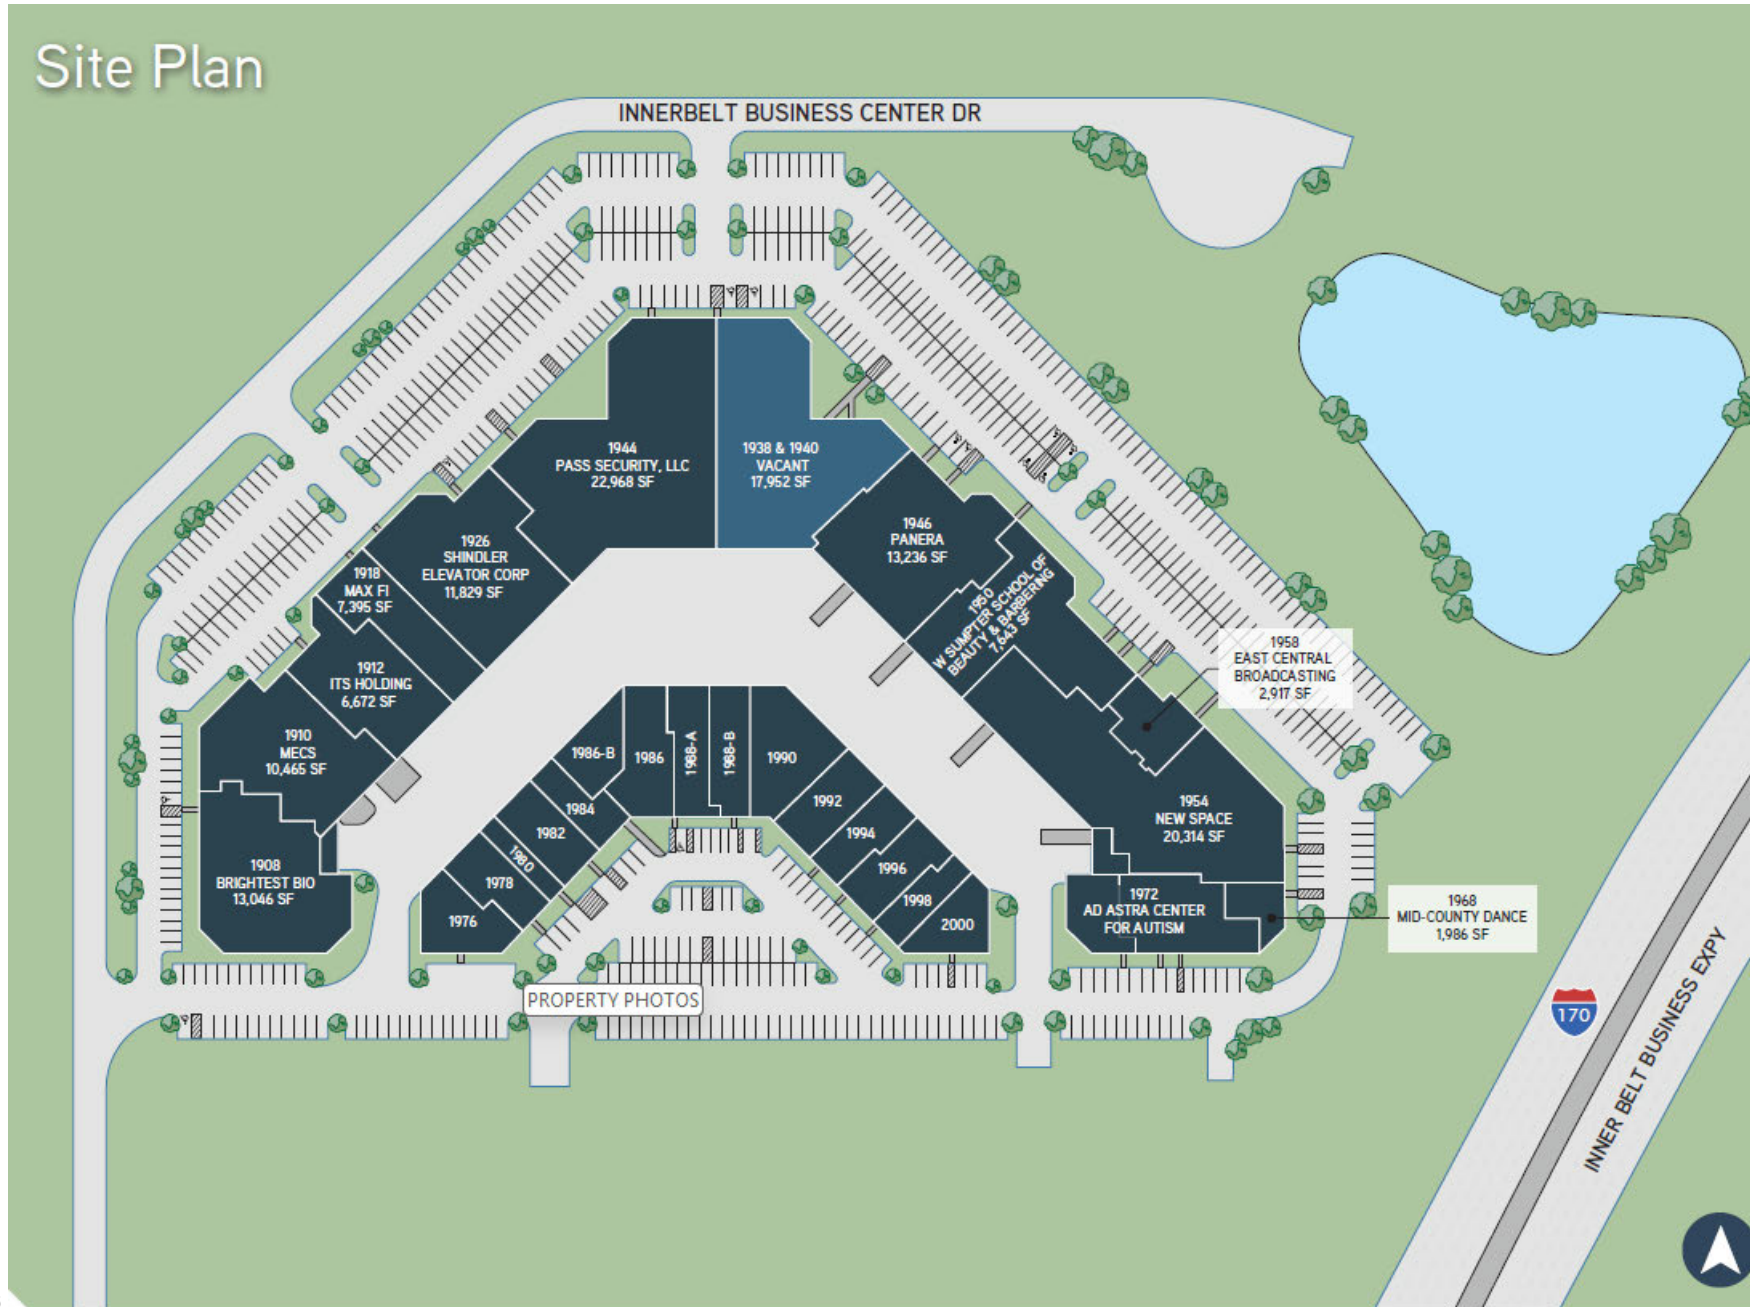 Site Plan
INNERBELT BUSINESS CENTER DR
1944
PASS SECURITY, LLC
22,968 SF
1938 & 1940
VACANT
17,952 SF
1946
PANERA
13,236 SF
1926
SHINDLER
ELEVATOR CORP
11,829 SF
1918
MAX FI
7,395 SF
1950
W SUMPTER SCHOOL OF
BEAUTY & BARBERING
7,643 SF
1912
ITS HOLDING
6,672 SF
1958
EAST CENTRAL
BROADCASTING
2,917 SF
1910
MECS
10,465 SF
1986-B
1986
1988-A
1988-B
1990
1984
1992
1982
1994
1980
1996
1978
1998
1976
2000
1954
NEW SPACE
20,314 SF
1908
BRIGHTEST BIO
13,046 SF
1972
AD ASTRA CENTER
FOR AUTISM
1968
MID-COUNTY DANCE
1,986 SF
PROPERTY PHOTOS
170
INNER BELT BUSINESS EXPY